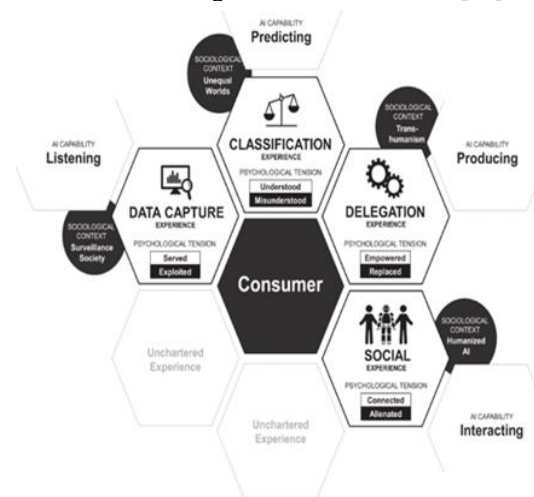 AI CAPABILITY
Predicting
SOCIOLOGICAL
CONTEXT
Unequal
Worlds
CLASSIFICATION
EXPERIENCE
PSYCHOLOGICAL TENSION
Understood
Misunderstood
AI CAPABILITY
Listening
SOCIOLOGICAL
CONTEXT
Surveillance
Society
DATA CAPTURE
EXPERIENCE
PSYCHOLOGICAL TENSION
Served
Exploited
SOCIOLOGICAL
CONTEXT
Trans-
humanism
AI CAPABILITY
Producing
DELEGATION
EXPERIENCE
PSYCHOLOGICAL TENSION
Empowered
Replaced
Consumer
SOCIOLOGICAL
CONTEXT
Humanized
AI
SOCIAL
EXPERIENCE
PSYCHOLOGICAL TENSION
Connected
Alienated
AI CAPABILITY
Interacting
Unchartered
Experience
Unchartered
Experience